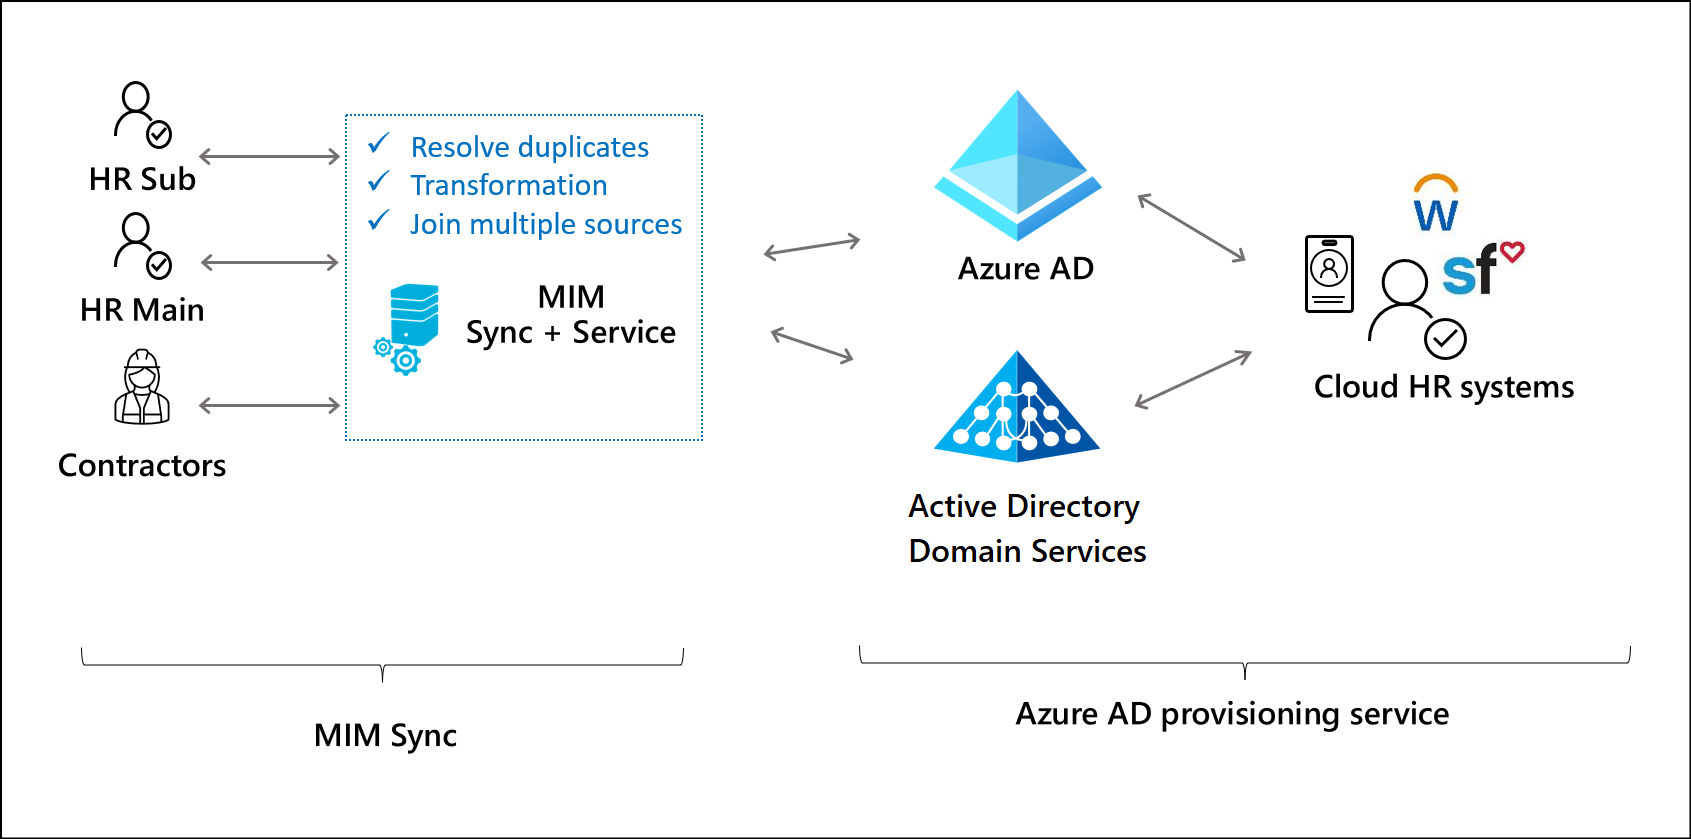 HR Sub
HR Main
Contractors
Resolve duplicates
Transformation
Join multiple sources
MIM
Sync + Service
Azure AD
Active Directory
Domain Services
W
sf
Cloud HR systems
MIM Sync
Azure AD provisioning service